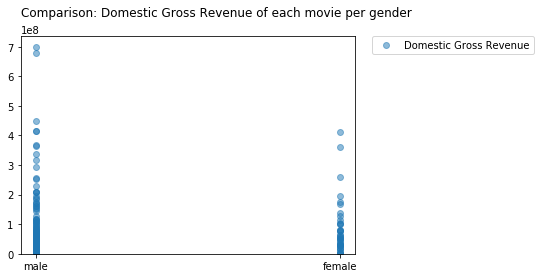 Comparison: Domestic Gross Revenue of each movie per gender
1e8
Domestic Gross Revenue
7
6
5
4
3
2
1
0
male female